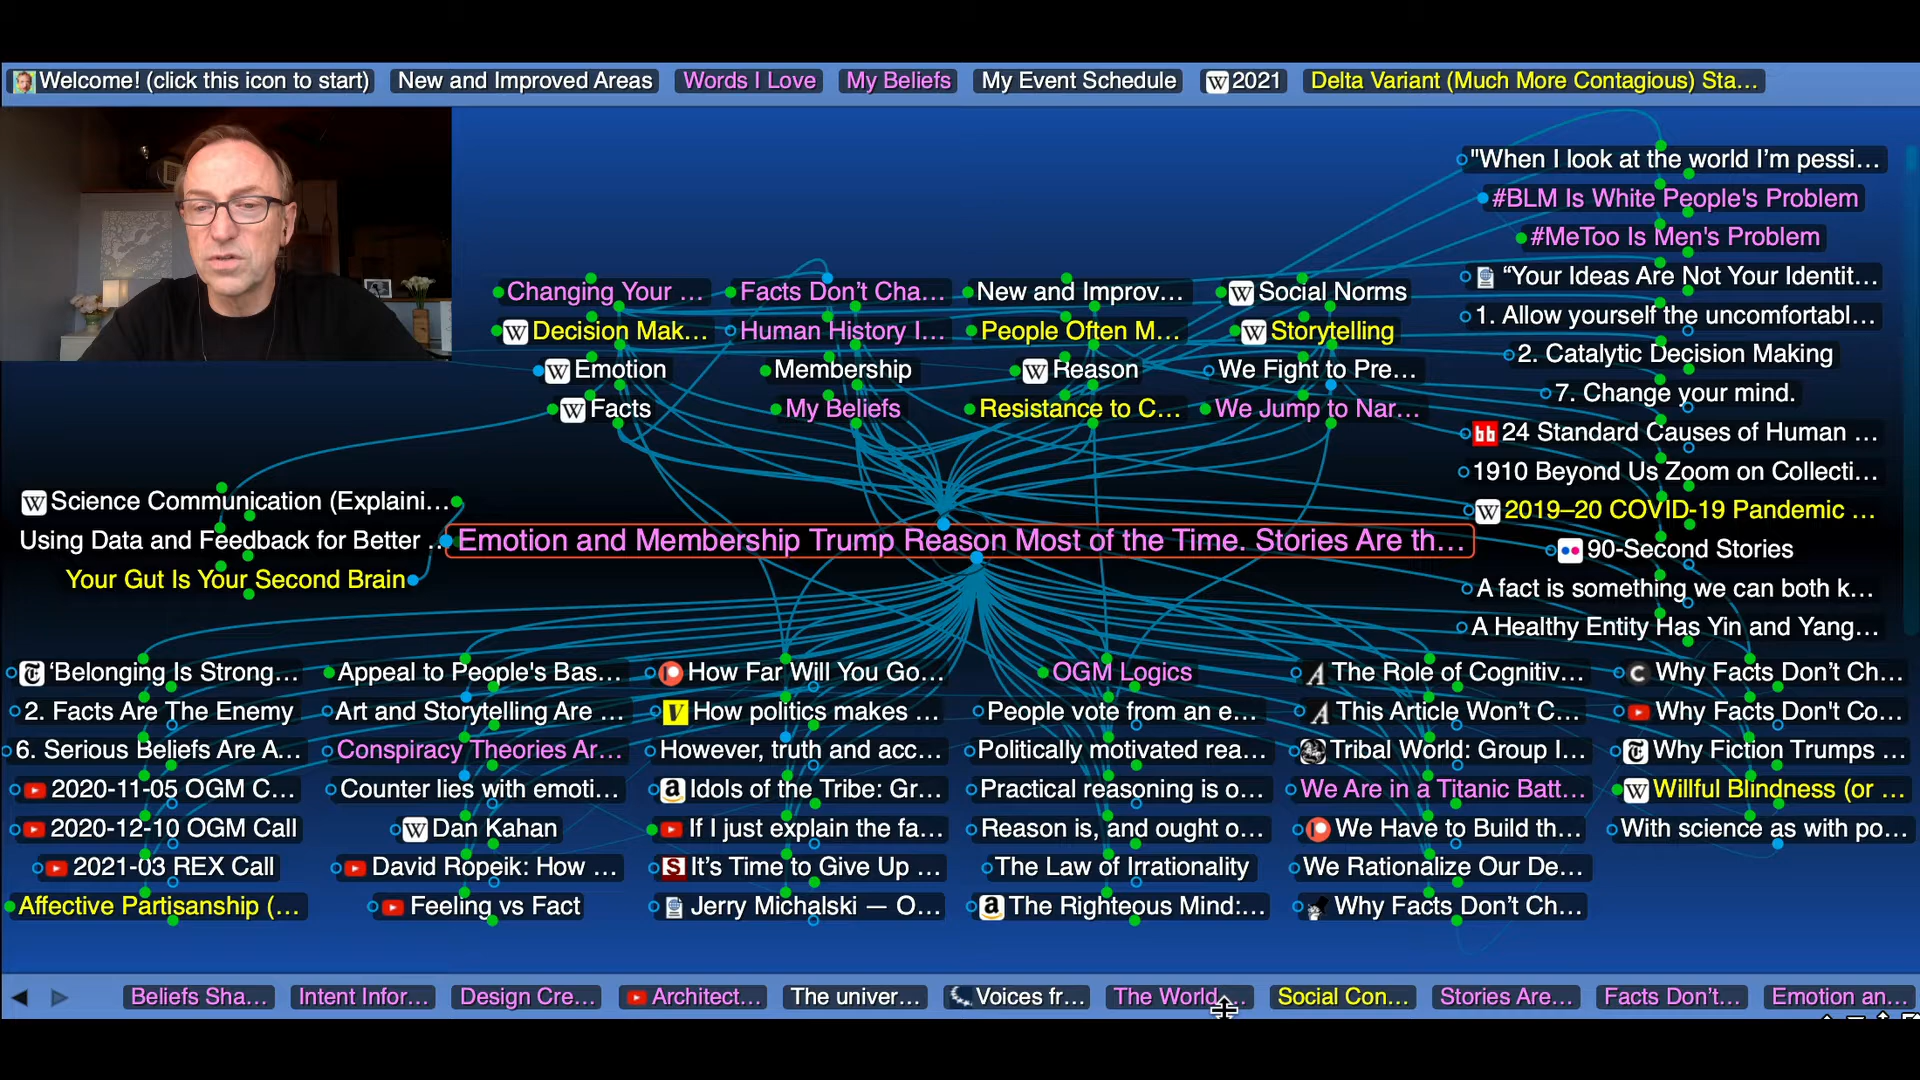 Welcome! (click this icon to start) New and Improved Areas Words I Love My Beliefs My Event Schedule W 2021 Delta Variant (Much More Contagious) Sta...
Changing Your ... Facts Don't Cha... New and Improv... W Social Norms
W Decision Mak... Human History I... People Often M... W Storytelling
W Emotion Membership W Reason We Fight to Pre...
W Facts My Beliefs Resistance to C... We Jump to Nar...
"When I look at the world I'm pessi...
#BLM Is White People's Problem
#MeToo Is Men's Problem
“Your Ideas Are Not Your Identit...
1. Allow yourself the uncomfortabl...
2. Catalytic Decision Making
7. Change your mind.
bb 24 Standard Causes of Human ...
1910 Beyond Us Zoom on Collecti...
W 2019–20 COVID-19 Pandemic ...
90-Second Stories
A fact is something we can both k...
A Healthy Entity Has Yin and Yang...
W Science Communication (Explaini...
Using Data and Feedback for Better ...
Your Gut Is Your Second Brain
Emotion and Membership Trump Reason Most of the Time. Stories Are th...
‘Belonging Is Strong... Appeal to People's Bas... How Far Will You Go... OGM Logics A The Role of Cognitiv... C Why Facts Don’t Ch...
2. Facts Are The Enemy Art and Storytelling Are ... V How politics makes ... People vote from an e... A This Article Won’t C... Why Facts Don't Co...
6. Serious Beliefs Are A... Conspiracy Theories Ar... However, truth and acc... Politically motivated rea... Tribal World: Group I... Why Fiction Trumps ...
2020-11-05 OGM C... Counter lies with emoti... a Idols of the Tribe: Gr... Practical reasoning is o... We Are in a Titanic Batt... W Willful Blindness (or ...
2020-12-10 OGM Call W Dan Kahan If I just explain the fa... Reason is, and ought o... We Have to Build th... With science as with po...
2021-03 REX Call David Ropeik: How ... S It’s Time to Give Up ... The Law of Irrationality We Rationalize Our De...
Affective Partisanship (... Feeling vs Fact Jerry Michalski — O... a The Righteous Mind:... Why Facts Don’t Ch...
Beliefs Sha... Intent Infor... Design Cre... Architect... The univer... Voices fr... The World ... Social Con... Stories Are... Facts Don’t... Emotion an...